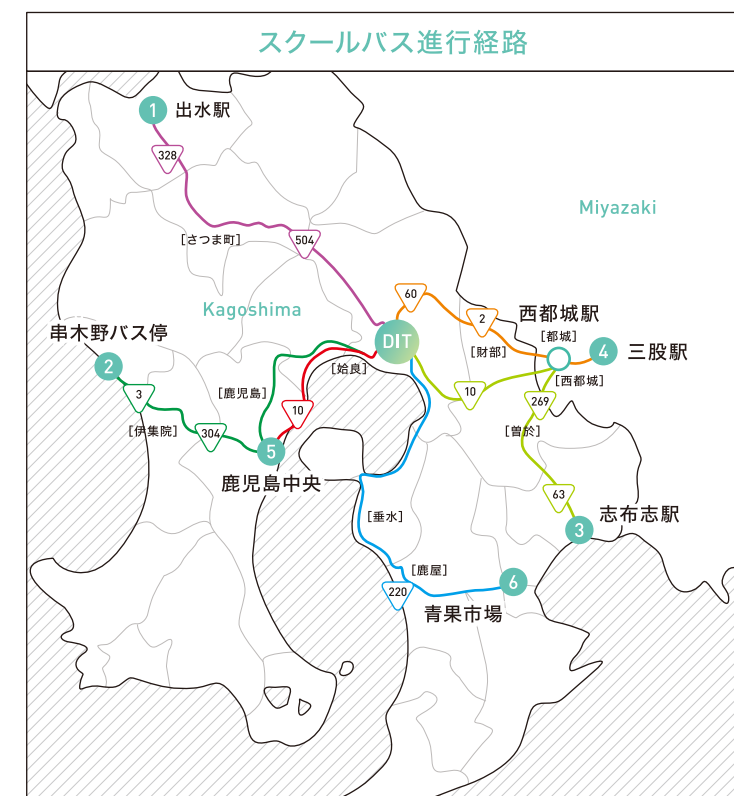 スクールバス進行経路
1 出水駅
328
Miyazaki
[さつま町]
504
60
Kagoshima
2
西都城駅
串木野バス停
DIT
[都城]
[財部]
4 三股駅
2
[姶良]
[西都城]
3
[鹿児島]
10
10
269
[伊集院]
304
[曽於]
5
鹿児島中央
63
志布志駅
[垂水]
3
[鹿屋]
6
220
青果市場